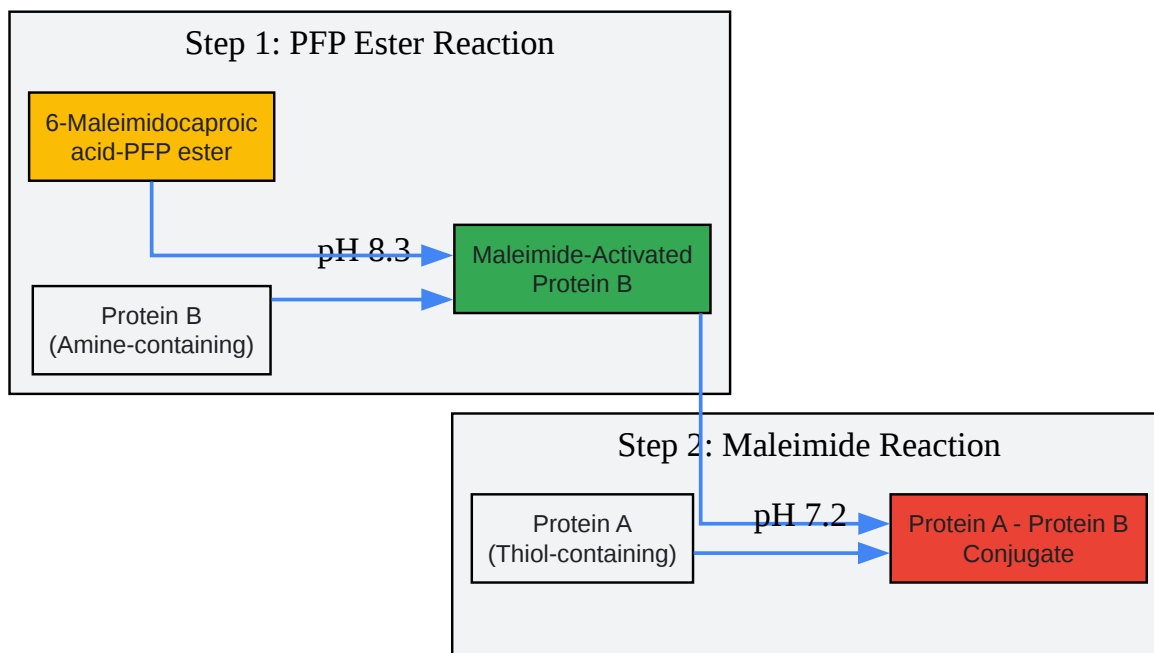 Step 1: PFP Ester Reaction
6-Maleimidocaproic
acid-PFP ester
pH 8.3
Maleimide-Activated
Protein B
Protein B
(Amine-containing)
Step 2: Maleimide Reaction
Protein A
(Thiol-containing)
pH 7.2
Protein A - Protein B
Conjugate